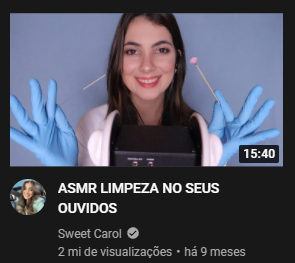 15:40
ASMR LIMPEZA NO SEUS
OUVIDOS
Sweet Carol
2 mi de visualizações • há 9 meses